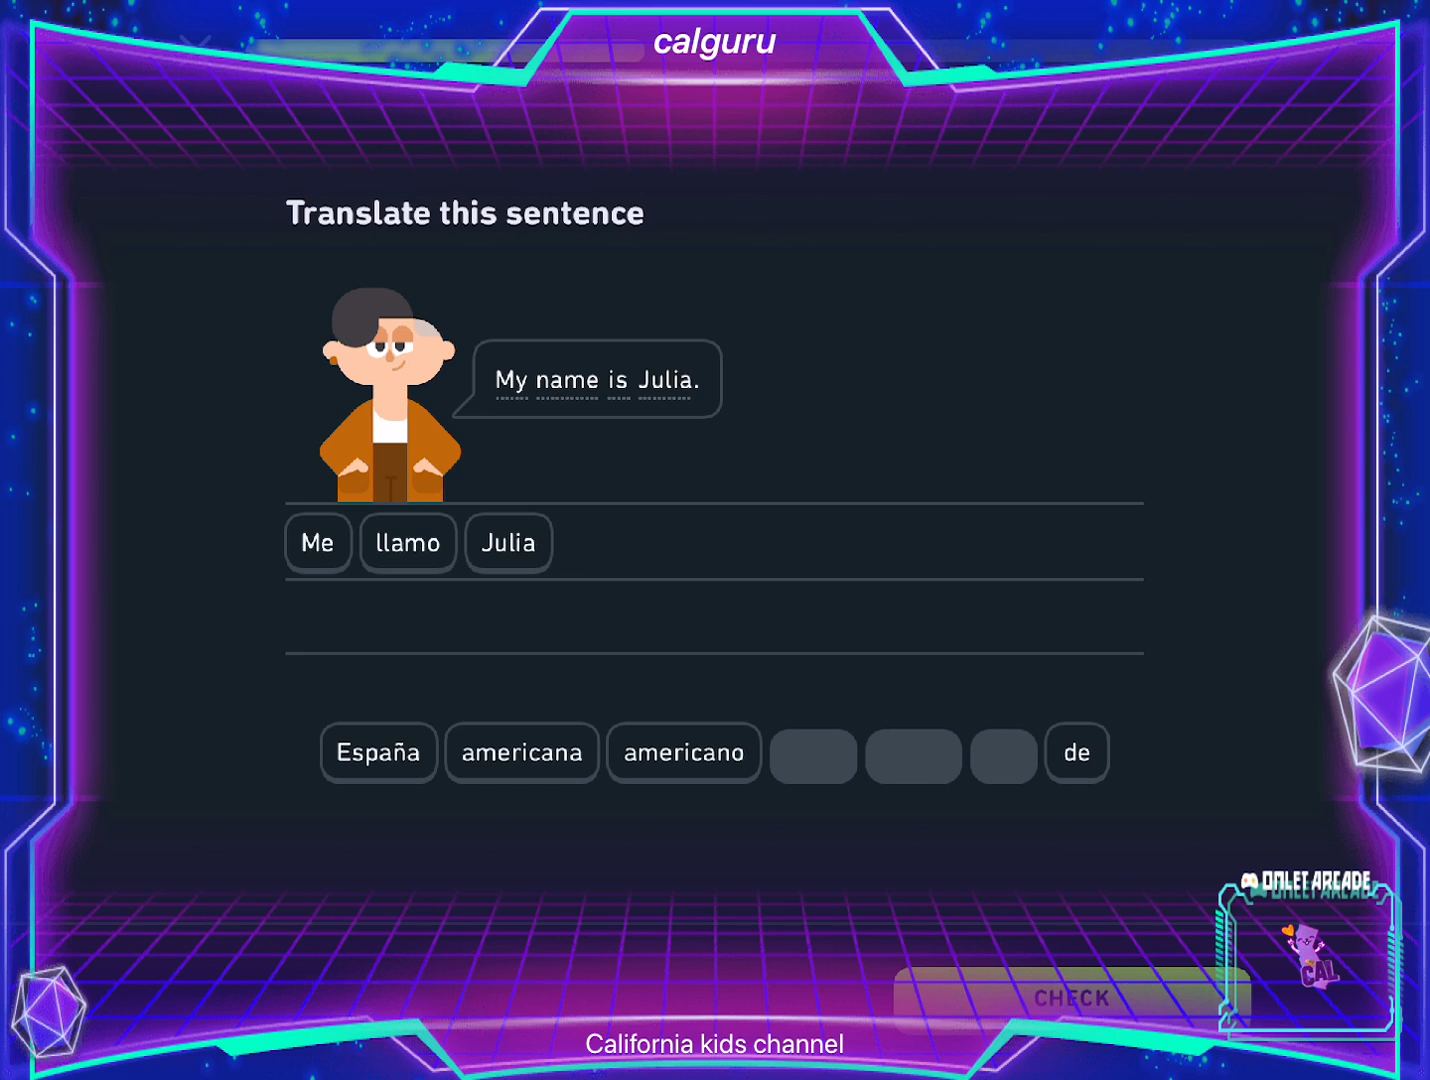 calguru
Translate this sentence
My name is Julia.
Me llamo Julia
España americana americano de
OMLET ARCADE
CAL
CHECK
California kids channel